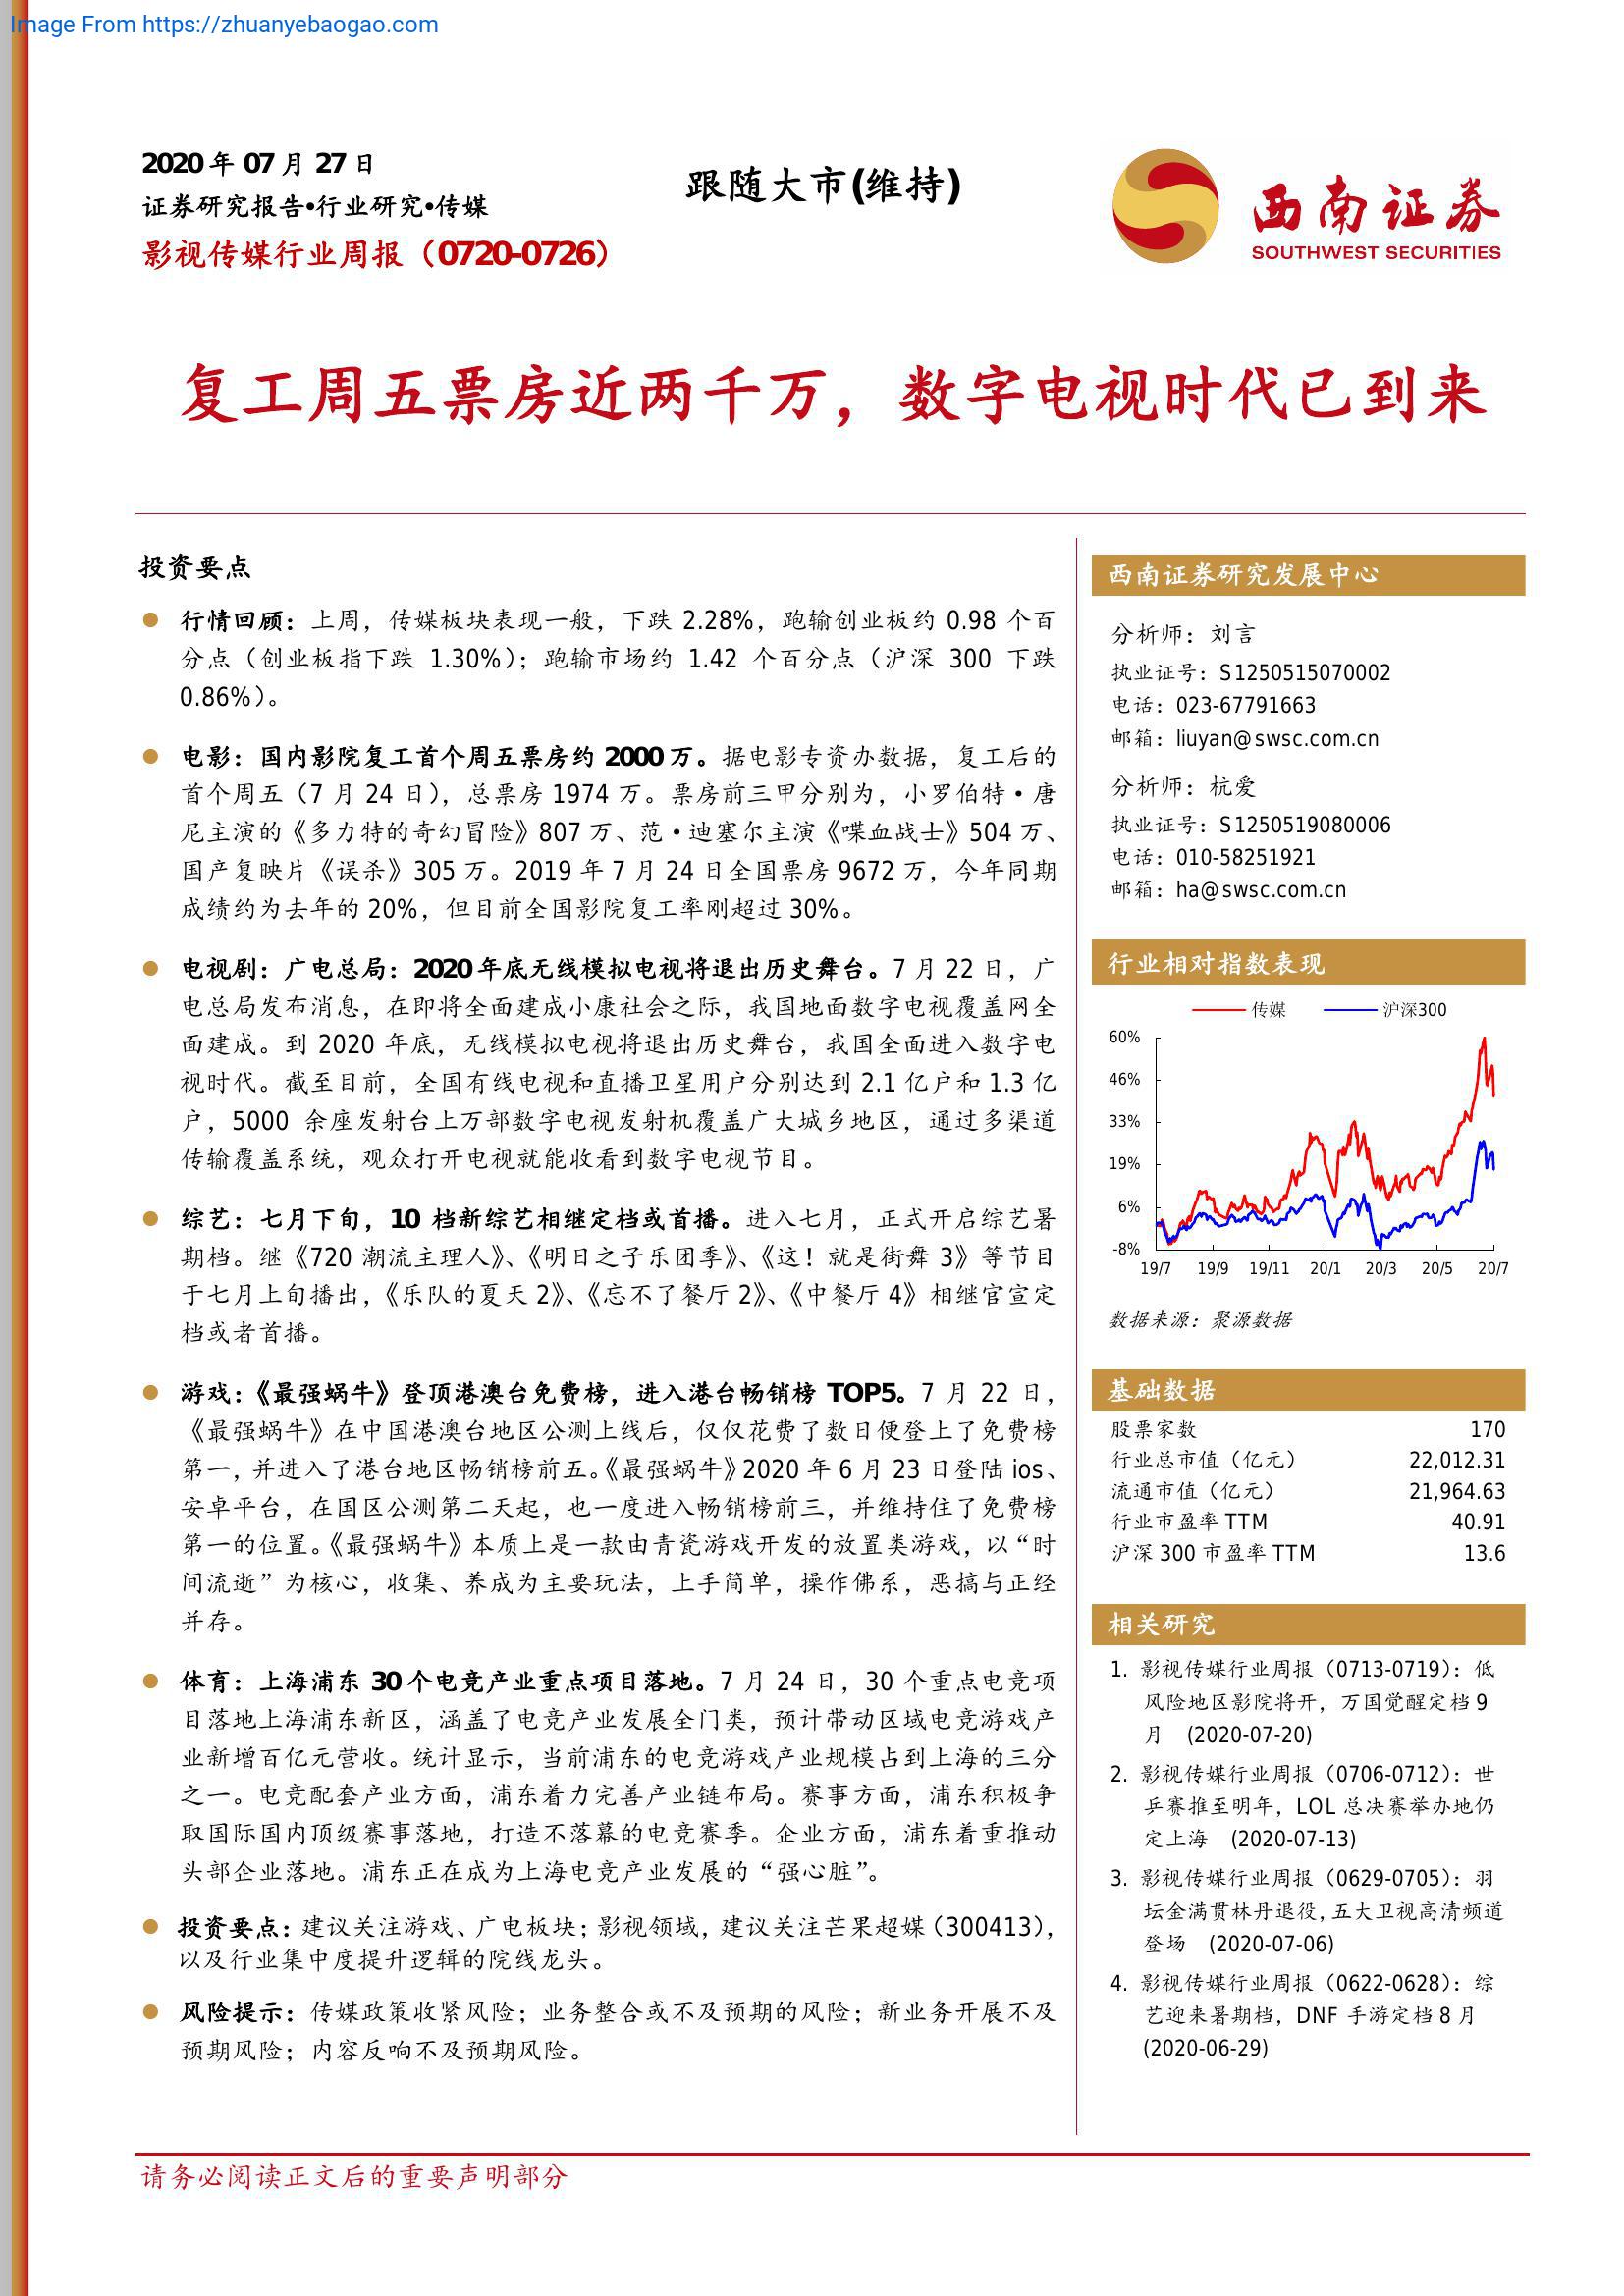 Image From https://zhuanyebaogao.com
2020 年 07 月 27 日
证券研究报告•行业研究•传媒
影视传媒行业周报（0720-0726）
跟随大市(维持)
西南证券
SOUTHWEST SECURITIES
复工周五票房近两千万，数字电视时代已到来
投资要点
行情回顾：上周，传媒板块表现一般，下跌 2.28%，跑输创业板约 0.98 个百
分点（创业板指下跌 1.30%）；跑输市场约 1.42 个百分点（沪深 300 下跌
0.86%）。
电影：国内影院复工首个周五票房约 2000 万。据电影专资办数据，复工后的
首个周五（7 月 24 日），总票房 1974 万。票房前三甲分别为，小罗伯特·唐
尼主演的《多力特的奇幻冒险》807 万、范·迪塞尔主演《喋血战士》504 万、
国产复映片《误杀》305 万。2019 年 7 月 24 日全国票房 9672 万，今年同期
成绩约为去年的 20%，但目前全国影院复工率刚超过 30%。
电视剧：广电总局：2020 年底无线模拟电视将退出历史舞台。7 月 22 日，广
电总局发布消息，在即将全面建成小康社会之际，我国地面数字电视覆盖网全
面建成。到 2020 年底，无线模拟电视将退出历史舞台，我国全面进入数字电
视时代。截至目前，全国有线电视和直播卫星用户分别达到 2.1 亿户和 1.3 亿
户，5000 余座发射台上万部数字电视发射机覆盖广大城乡地区，通过多渠道
传输覆盖系统，观众打开电视就能收看到数字电视节目。
综艺：七月下旬，10 档新综艺相继定档或首播。进入七月，正式开启综艺暑
期档。继《720 潮流主理人》、《明日之子乐团季》、《这！就是街舞 3》等节目
于七月上旬播出，《乐队的夏天 2》、《忘不了餐厅 2》、《中餐厅 4》相继官宣定
档或者首播。
游戏：《最强蜗牛》登顶港澳台免费榜，进入港台畅销榜 TOP5。7 月 22 日，
《最强蜗牛》在中国港澳台地区公测上线后，仅仅花费了数日便登上了免费榜
第一，并进入了港台地区畅销榜前五。《最强蜗牛》2020 年 6 月 23 日登陆 ios、
安卓平台，在国区公测第二天起，也一度进入畅销榜前三，并维持住了免费榜
第一的位置。《最强蜗牛》本质上是一款由青瓷游戏开发的放置类游戏，以“时
间流逝”为核心，收集、养成为主要玩法，上手简单，操作佛系，恶搞与正经
并存。
体育：上海浦东 30 个电竞产业重点项目落地。7 月 24 日，30 个重点电竞项
目落地上海浦东新区，涵盖了电竞产业发展全门类，预计带动区域电竞游戏产
业新增百亿元营收。统计显示，当前浦东的电竞游戏产业规模占到上海的三分
之一。电竞配套产业方面，浦东着力完善产业链布局。赛事方面，浦东积极争
取国际国内顶级赛事落地，打造不落幕的电竞赛季。企业方面，浦东着重推动
头部企业落地。浦东正在成为上海电竞产业发展的“强心脏”。
投资要点：建议关注游戏、广电板块；影视领域，建议关注芒果超媒（300413），
以及行业集中度提升逻辑的院线龙头。
风险提示：传媒政策收紧风险；业务整合或不及预期的风险；新业务开展不及
预期风险；内容反响不及预期风险。
西南证券研究发展中心
分析师：刘言
执业证号：S1250515070002
电话：023-67791663
邮箱：liuyan@swsc.com.cn
分析师：杭爱
执业证号：S1250519080006
电话：010-58251921
邮箱：ha@swsc.com.cn
行业相对指数表现
传媒 沪深300
60%
46%
33%
19%
6%
-8%
19/7 19/9 19/11 20/1 20/3 20/5 20/7
数据来源：聚源数据
基础数据
股票家数 170
行业总市值（亿元） 22,012.31
流通市值（亿元） 21,964.63
行业市盈率 TTM 40.91
沪深 300 市盈率 TTM 13.6
相关研究
1. 影视传媒行业周报（0713-0719）：低
风险地区影院将开，万国觉醒定档 9
月 (2020-07-20)
2. 影视传媒行业周报（0706-0712）：世
乒赛推至明年，LOL 总决赛举办地仍
定上海 (2020-07-13)
3. 影视传媒行业周报（0629-0705）：羽
坛金满贯林丹退役，五大卫视高清频道
登场 (2020-07-06)
4. 影视传媒行业周报（0622-0628）：综
艺迎来暑期档，DNF 手游定档 8 月
(2020-06-29)
请务必阅读正文后的重要声明部分